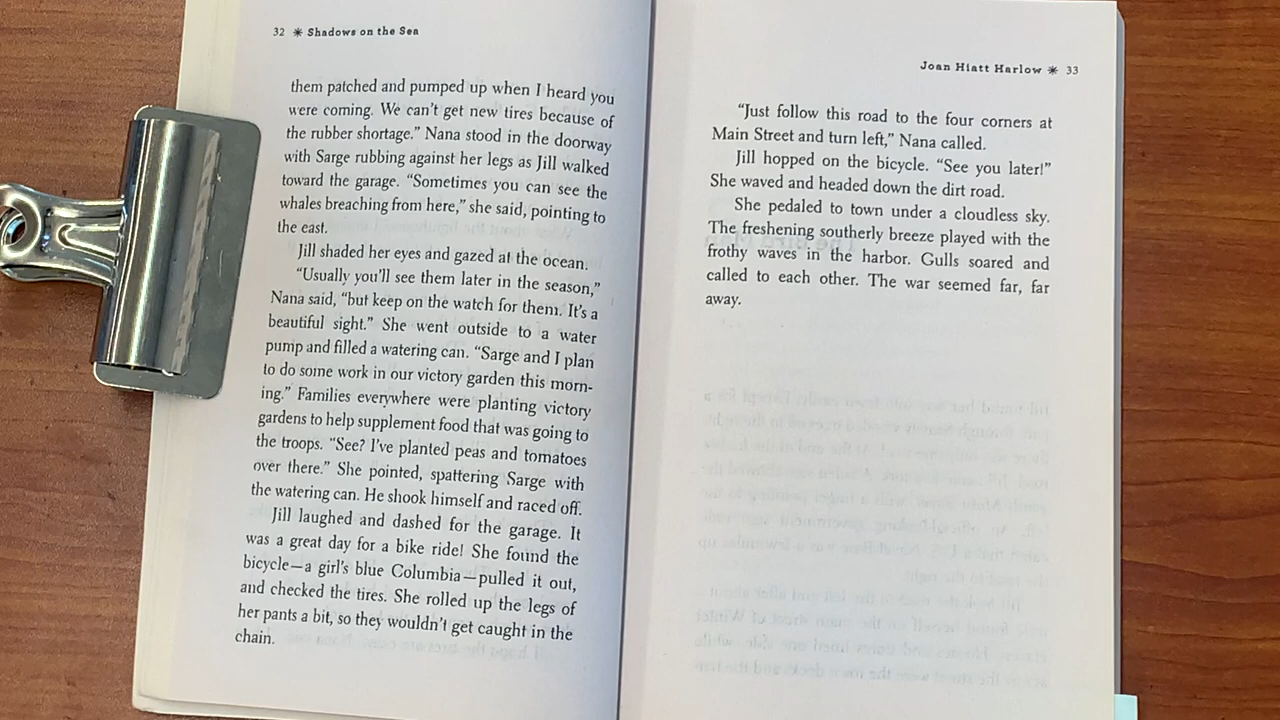 32 ✳ Shadows on the Sea
them patched and pumped up when I heard you
were coming. We can't get new tires because of
the rubber shortage.” Nana stood in the doorway
with Sarge rubbing against her legs as Jill walked
toward the garage. “Sometimes you can see the
whales breaching from here,” she said, pointing to
the east.
Jill shaded her eyes and gazed at the ocean.
“Usually you'll see them later in the season,”
Nana said, “but keep on the watch for them. It's a
beautiful sight.” She went outside to a water
pump and filled a watering can. “Sarge and I plan
to do some work in our victory garden this morn-
ing.” Families everywhere were planting victory
gardens to help supplement food that was going to
the troops. “See? I've planted peas and tomatoes
over there.” She pointed, spattering Sarge with
the watering can. He shook himself and raced off.
Jill laughed and dashed for the garage. It
was a great day for a bike ride! She found the
bicycle—a girl's blue Columbia—pulled it out,
and checked the tires. She rolled up the legs of
her pants a bit, so they wouldn't get caught in the
chain.
Joan Hiatt Harlow ✳ 33
“Just follow this road to the four corners at
Main Street and turn left,” Nana called.
Jill hopped on the bicycle. “See you later!”
She waved and headed down the dirt road.
She pedaled to town under a cloudless sky.
The freshening southerly breeze played with the
frothy waves in the harbor. Gulls soared and
called to each other. The war seemed far, far
away.